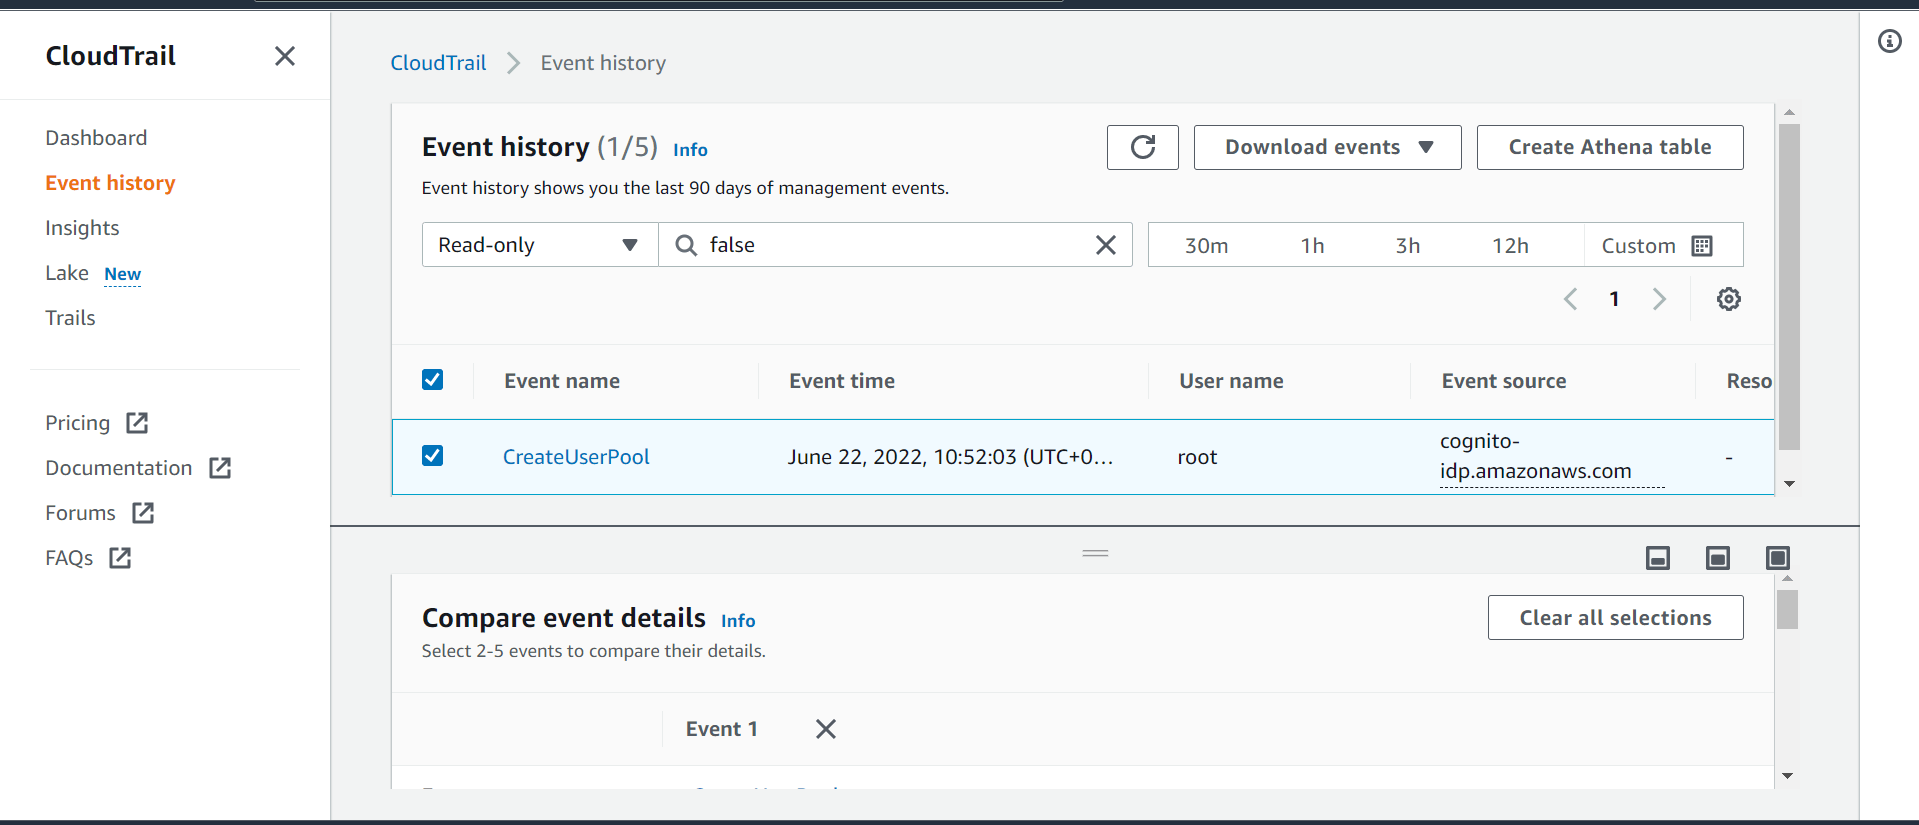 CloudTrail
Dashboard
Event history
Insights
Lake New
Trails
Pricing
Documentation
Forums
FAQs
CloudTrail Event history
Event history (1/5) Info
Event history shows you the last 90 days of management events.
Download events
Create Athena table
Read-only
false
30m 1h 3h 12h Custom
1
Event name Event time User name Event source Reso
CreateUserPool June 22, 2022, 10:52:03 (UTC+0... root cognito-
idp.amazonaws.com -
Compare event details Info
Select 2-5 events to compare their details.
Clear all selections
Event 1